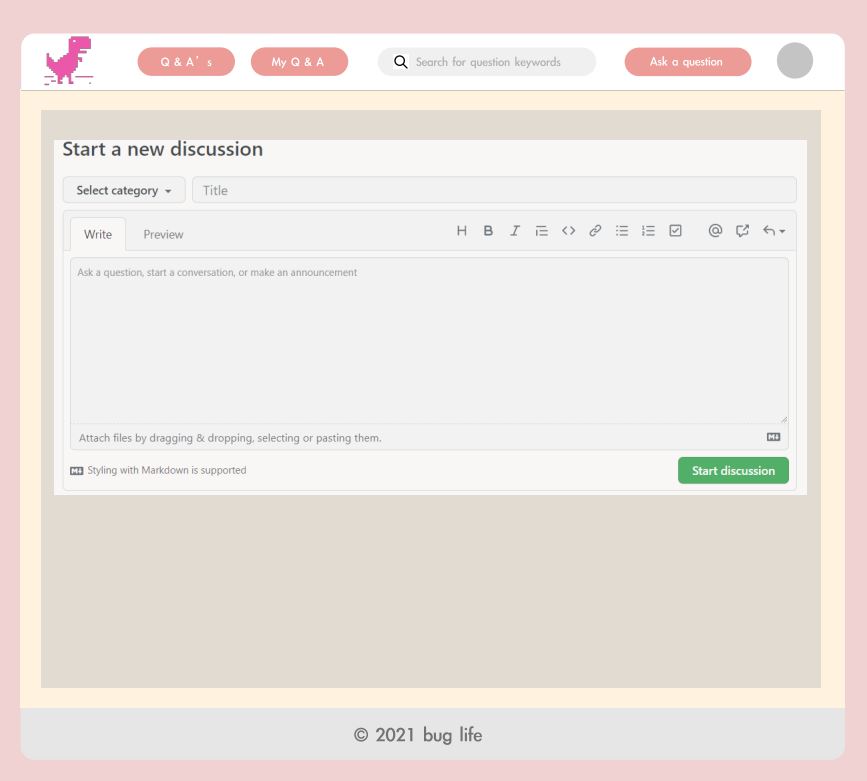 Q & A ' s
My Q & A
Search for question keywords
Ask a question
Start a new discussion
Select category
Title
Write
Preview
H B I
Ask a question, start a conversation, or make an announcement
Attach files by dragging & dropping, selecting or pasting them.
Styling with Markdown is supported
Start discussion
© 2021 bug life